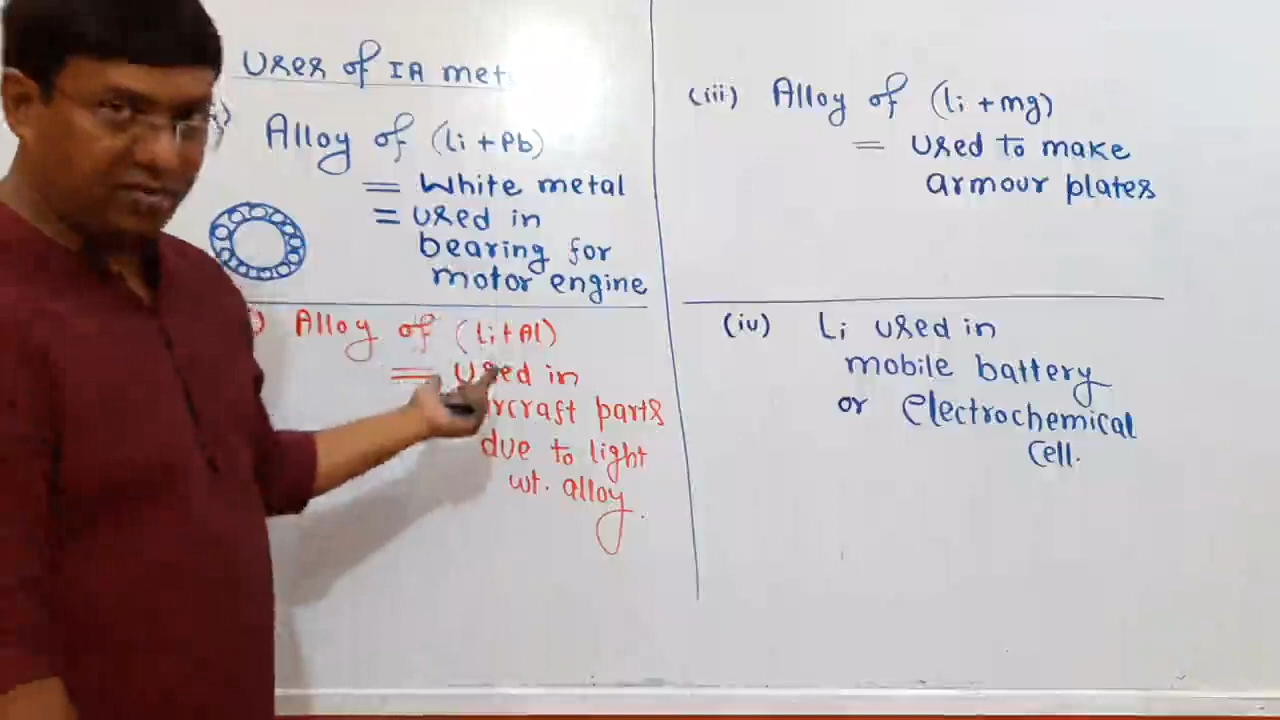 Uses of IA met
Alloy of (Li + Pb)
= White metal
= used in
bearing for
motor engine
) Alloy of (Li + Al)
= used in
rcraft parts
due to light
wt. alloy.
(iii) Alloy of (Li + mg)
= used to make
armour plates
(iv) Li used in
mobile battery
or Electrochemical
Cell.